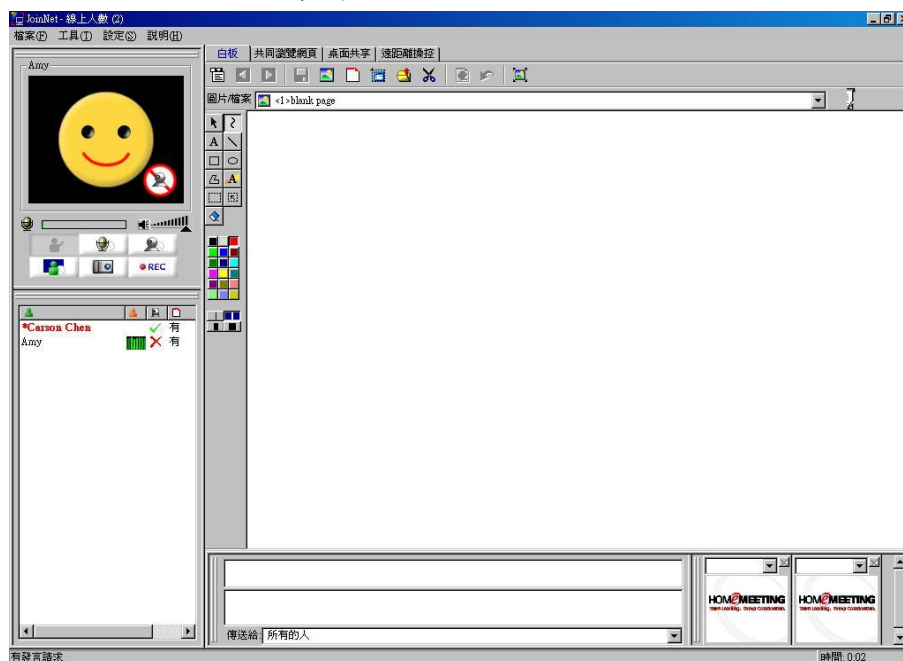 JoinNet - 線上人數 (2)
檔案(F) 工具(T) 設定(S) 說明(H)
Amy
REC
*Carson Chen 有
Amy 有
白板 共同瀏覽網頁 桌面共享 遠距離操控
圖片/檔案 <1>blank page
A
A
傳送給: 所有的人
HOMEMEETING
HOMEMEETING
有發言請求
時間: 0:02